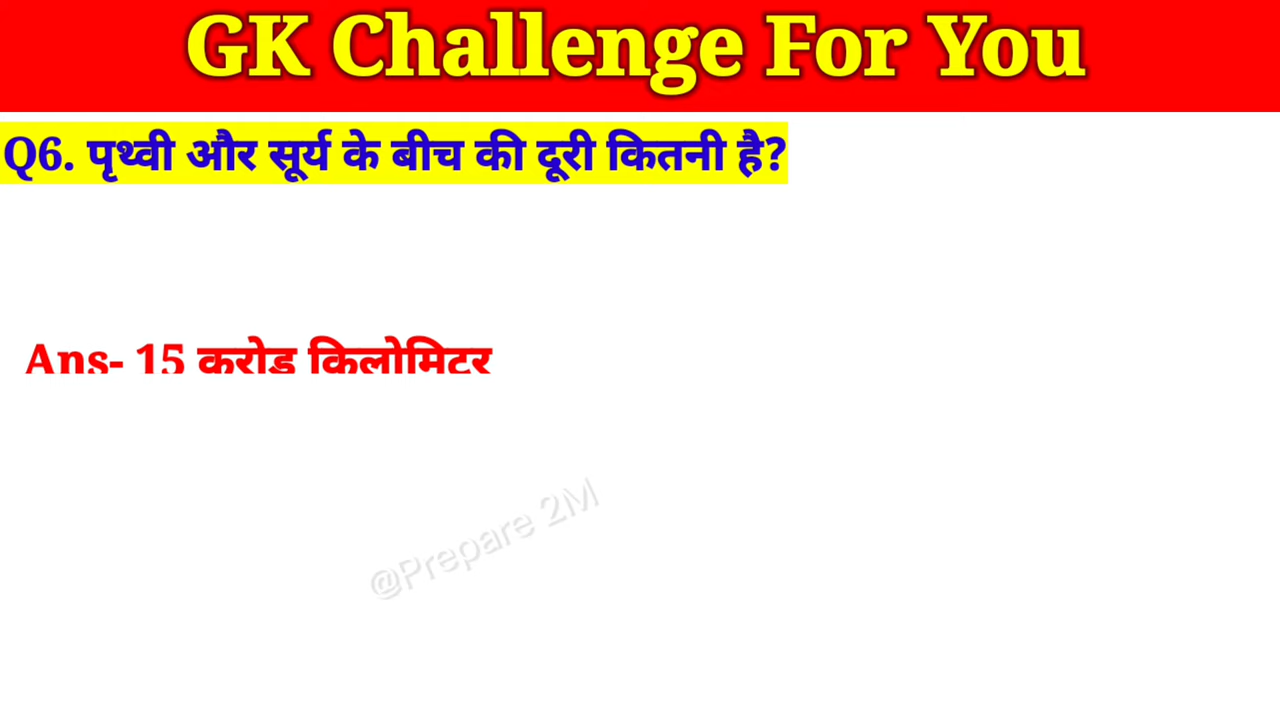 GK Challenge For You
Q6. पृथ्वी और सूर्य के बीच की दूरी कितनी है?
Ans- 15 करोड किलोमिटर
@Prepare 2M